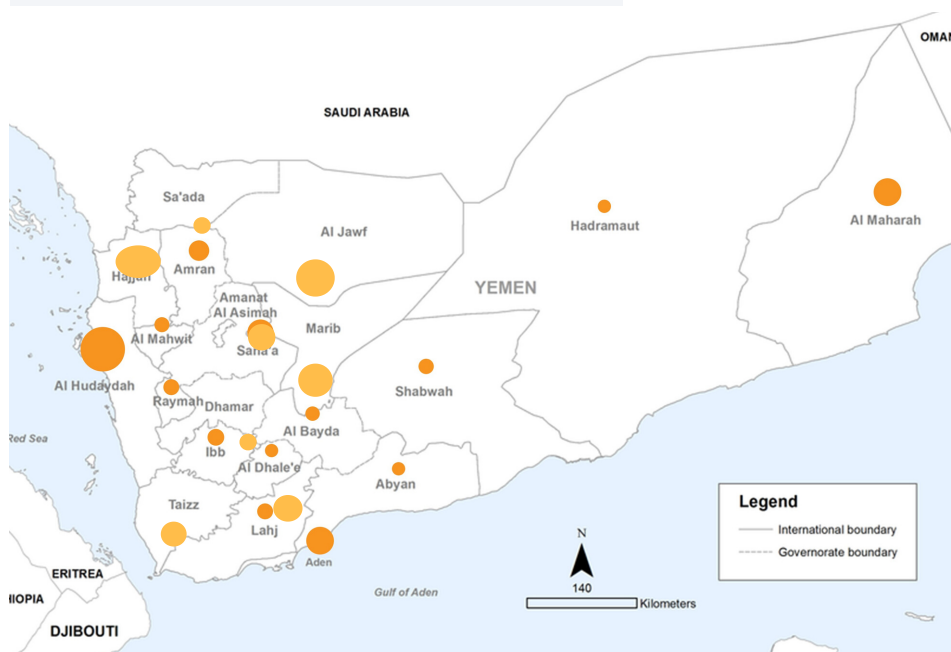 OMAN
SAUDI ARABIA
Sa'ada
Al Jawf
Hadramaut
Al Maharah
Hajjah
Amran
YEMEN
Amanat
Al Asimah
Marib
Al Mahwit
Sana'a
Al Hudaydah
Shabwah
Raymah
Dhamar
Al Bayda
Red Sea
Ibb
Al Dhale'e
Abyan
Taizz
Lahj
Aden
Legend
International boundary
Governorate boundary
N
140
Kilometers
ERITREA
Gulf of Aden
HIOPIA
DJIBOUTI